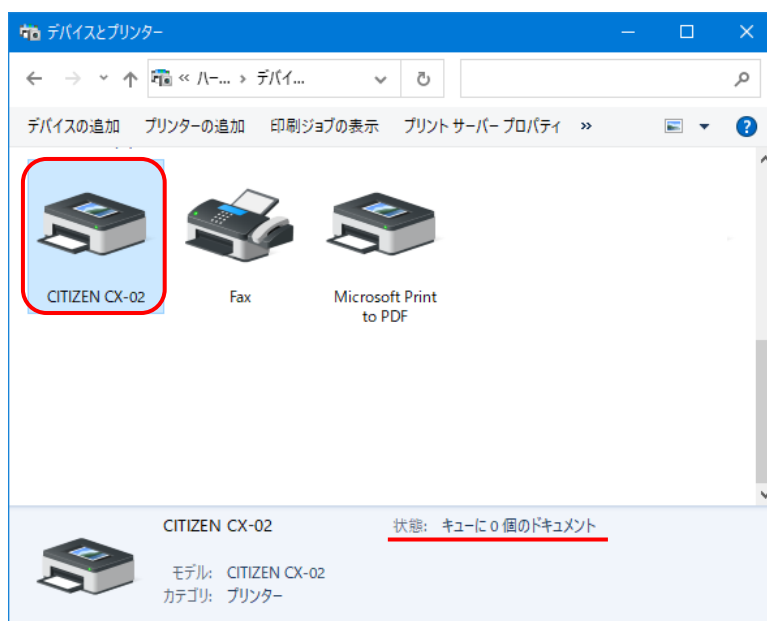 デバイスとプリンター
« ハー... › デバイ...
デバイスの追加 プリンターの追加 印刷ジョブの表示 プリント サーバー プロパティ »
CITIZEN CX-02
Fax
Microsoft Print
to PDF
CITIZEN CX-02 状態: キューに 0 個のドキュメント
モデル: CITIZEN CX-02
カテゴリ: プリンター